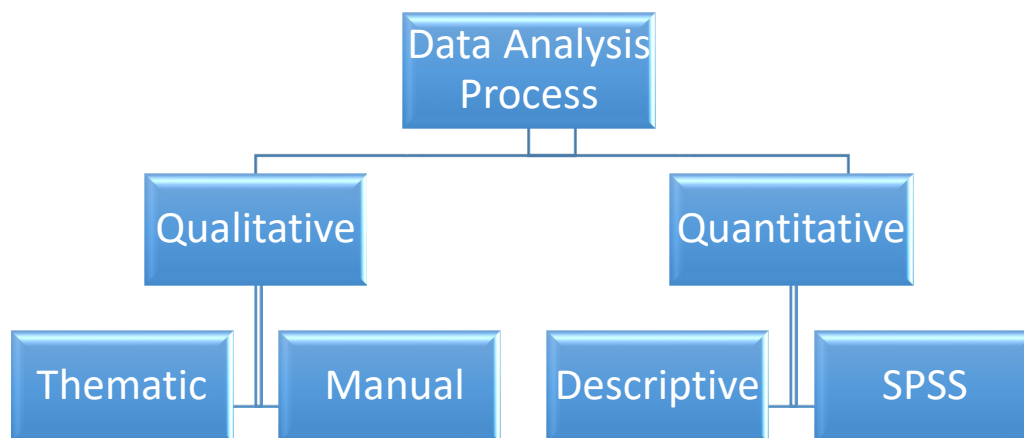 Data Analysis
Process
Qualitative
Quantitative
Thematic
Manual
Descriptive
SPSS